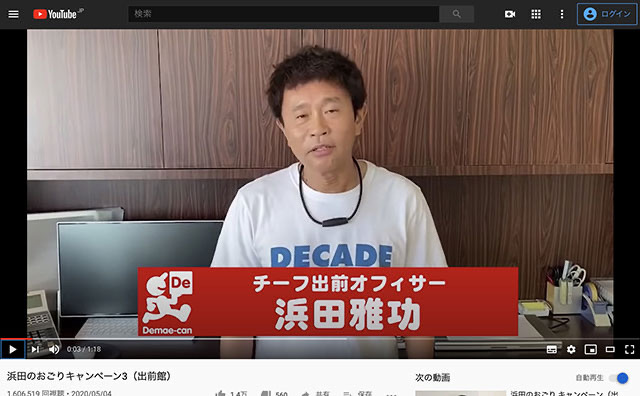 YouTube JP
検索
ログイン
DECADE
De
Demae-can
チーフ出前オフィサー
浜田雅功
0:03 / 1:18
浜田のおごりキャンペーン3（出前館）
1,606,519 回視聴・2020/05/04
1.4万
560
共有
保存
次の動画
自動再生
浜田のおごり キャンペーン（出